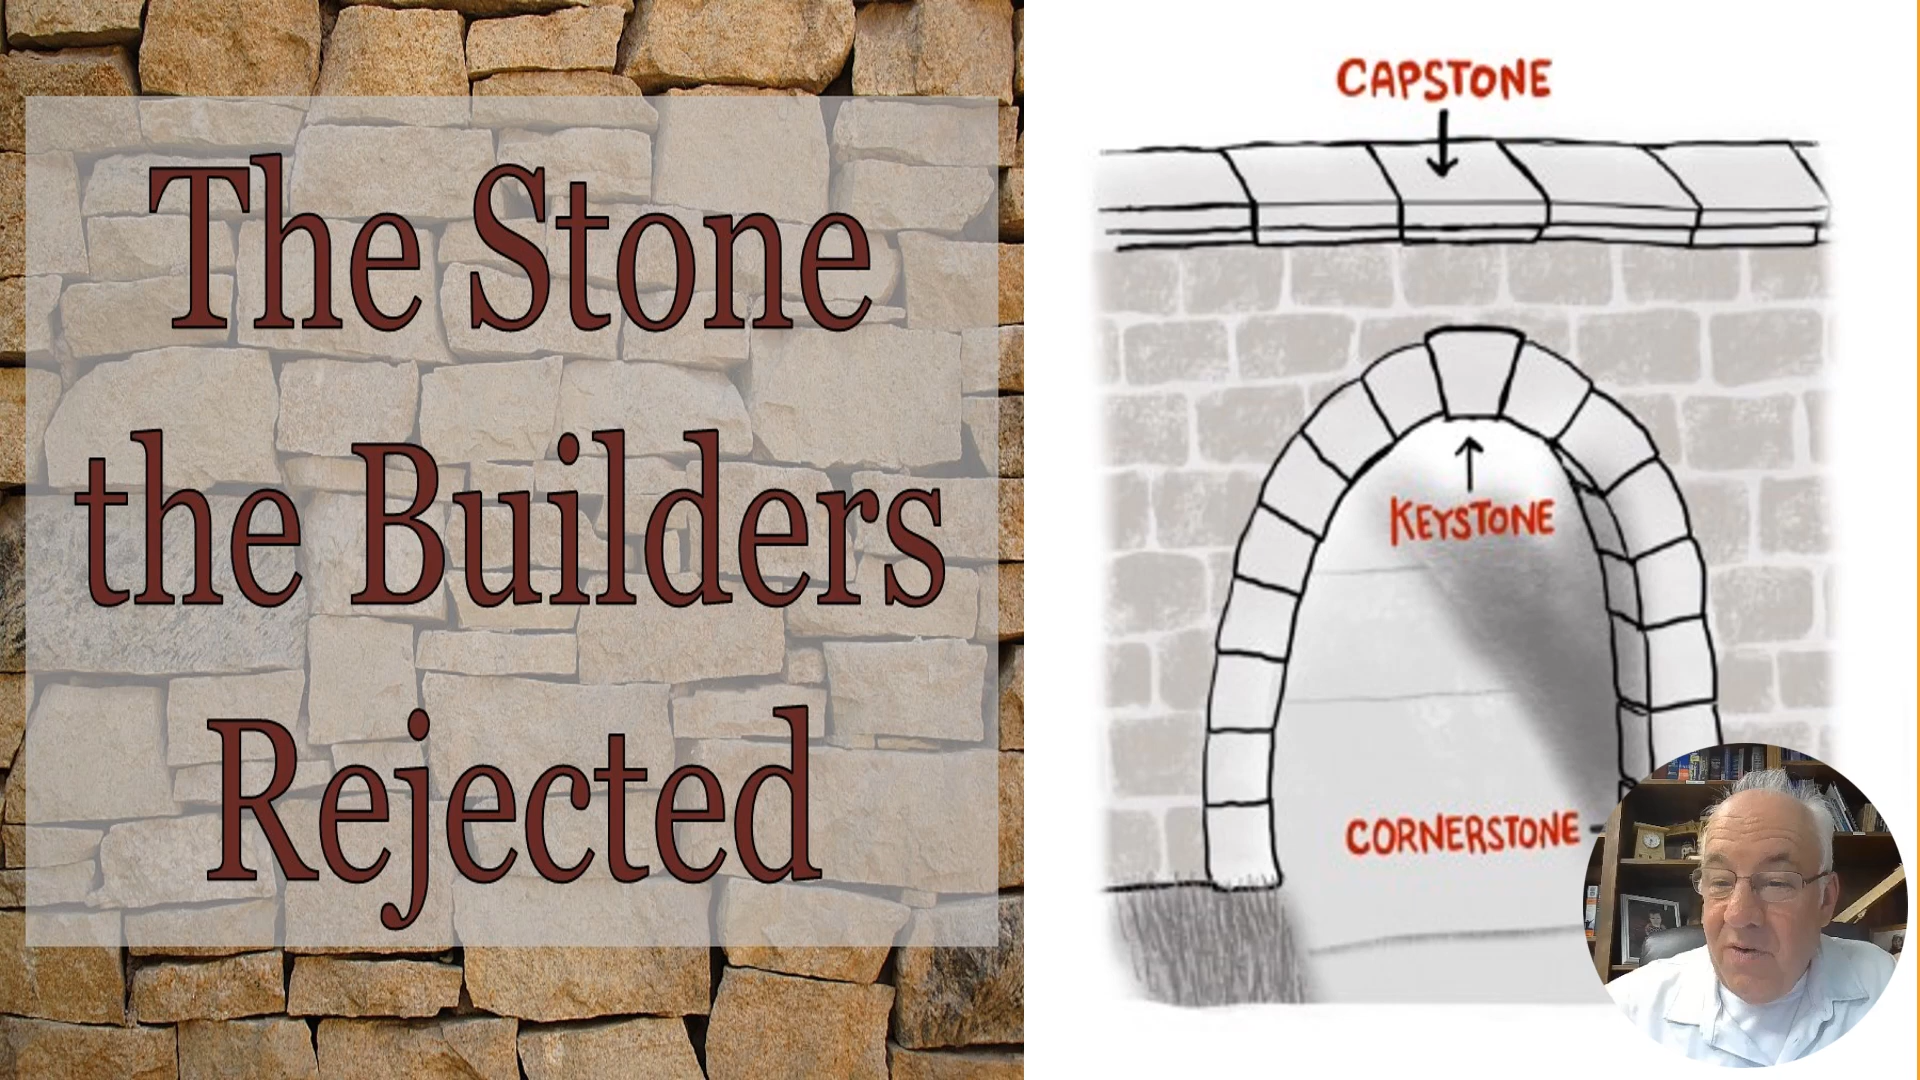 The Stone
the Builders
Rejected
CAPSTONE
KEYSTONE
CORNERSTONE